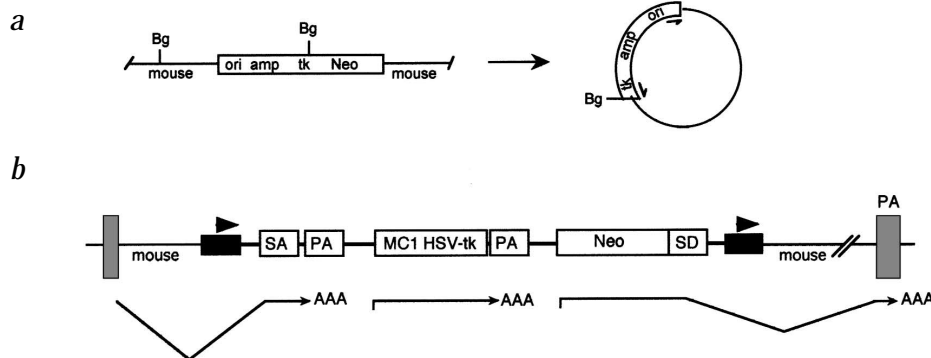 a
Bg
Bg
ori amp tk Neo
mouse
mouse
ori
amp
tk
Bg
b
PA
SA PA MC1 HSV-tk PA Neo SD
mouse
mouse
AAA
AAA
AAA